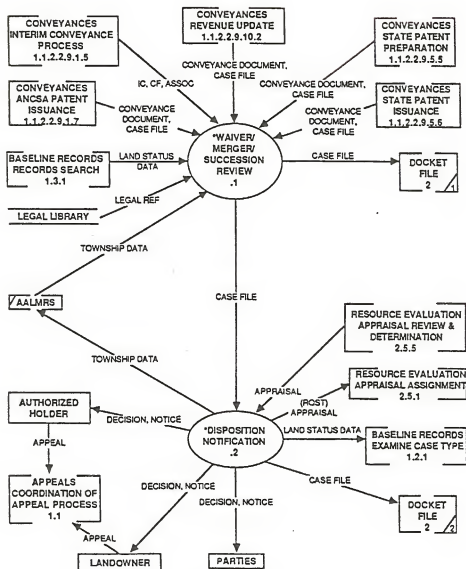 CONVEYANCES
REVENUE UPDATE
1.1.2.2.9.10.2
CONVEYANCES
INTERIM CONVEYANCE
PROCESS
1.1.2.2.9.1.5
CONVEYANCES
STATE PATENT
PREPARATION
1.1.2.2.9.5.5
CONVEYANCE
DOCUMENT,
CASE FILE
IC, CF, ASSOC
CONVEYANCE DOCUMENT,
CASE FILE
CONVEYANCES
ANCSA PATENT
ISSUANCE
1.1.2.2.9.1.7
CONVEYANCE
DOCUMENT,
CASE FILE
CONVEYANCE
DOCUMENT,
CASE FILE
CONVEYANCES
STATE PATENT
ISSUANCE
1.1.2.2.9.5.6
*WAIVER/
MERGER/
SUCCESSION
REVIEW
.1
BASELINE RECORDS
RECORDS SEARCH
1.3.1
LAND STATUS
DATA
CASE FILE
DOCKET
FILE
2
1
LEGAL REF
LEGAL LIBRARY
TOWNSHIP DATA
AALMRS
CASE FILE
RESOURCE EVALUATION
APPRAISAL REVIEW &
DETERMINATION
2.5.5
TOWNSHIP DATA
APPRAISAL
RESOURCE EVALUATION
APPRAISAL ASSIGNMENT
2.5.1
(RQST)
APPRAISAL
AUTHORIZED
HOLDER
DECISION, NOTICE
*DISPOSITION
NOTIFICATION
.2
LAND STATUS DATA
BASELINE RECORDS
EXAMINE CASE TYPE
1.2.1
APPEAL
CASE FILE
APPEALS
COORDINATION OF
APPEAL PROCESS
1.1
DECISION, NOTICE
DECISION, NOTICE
DOCKET
FILE
2
2
APPEAL
LANDOWNER
PARTIES